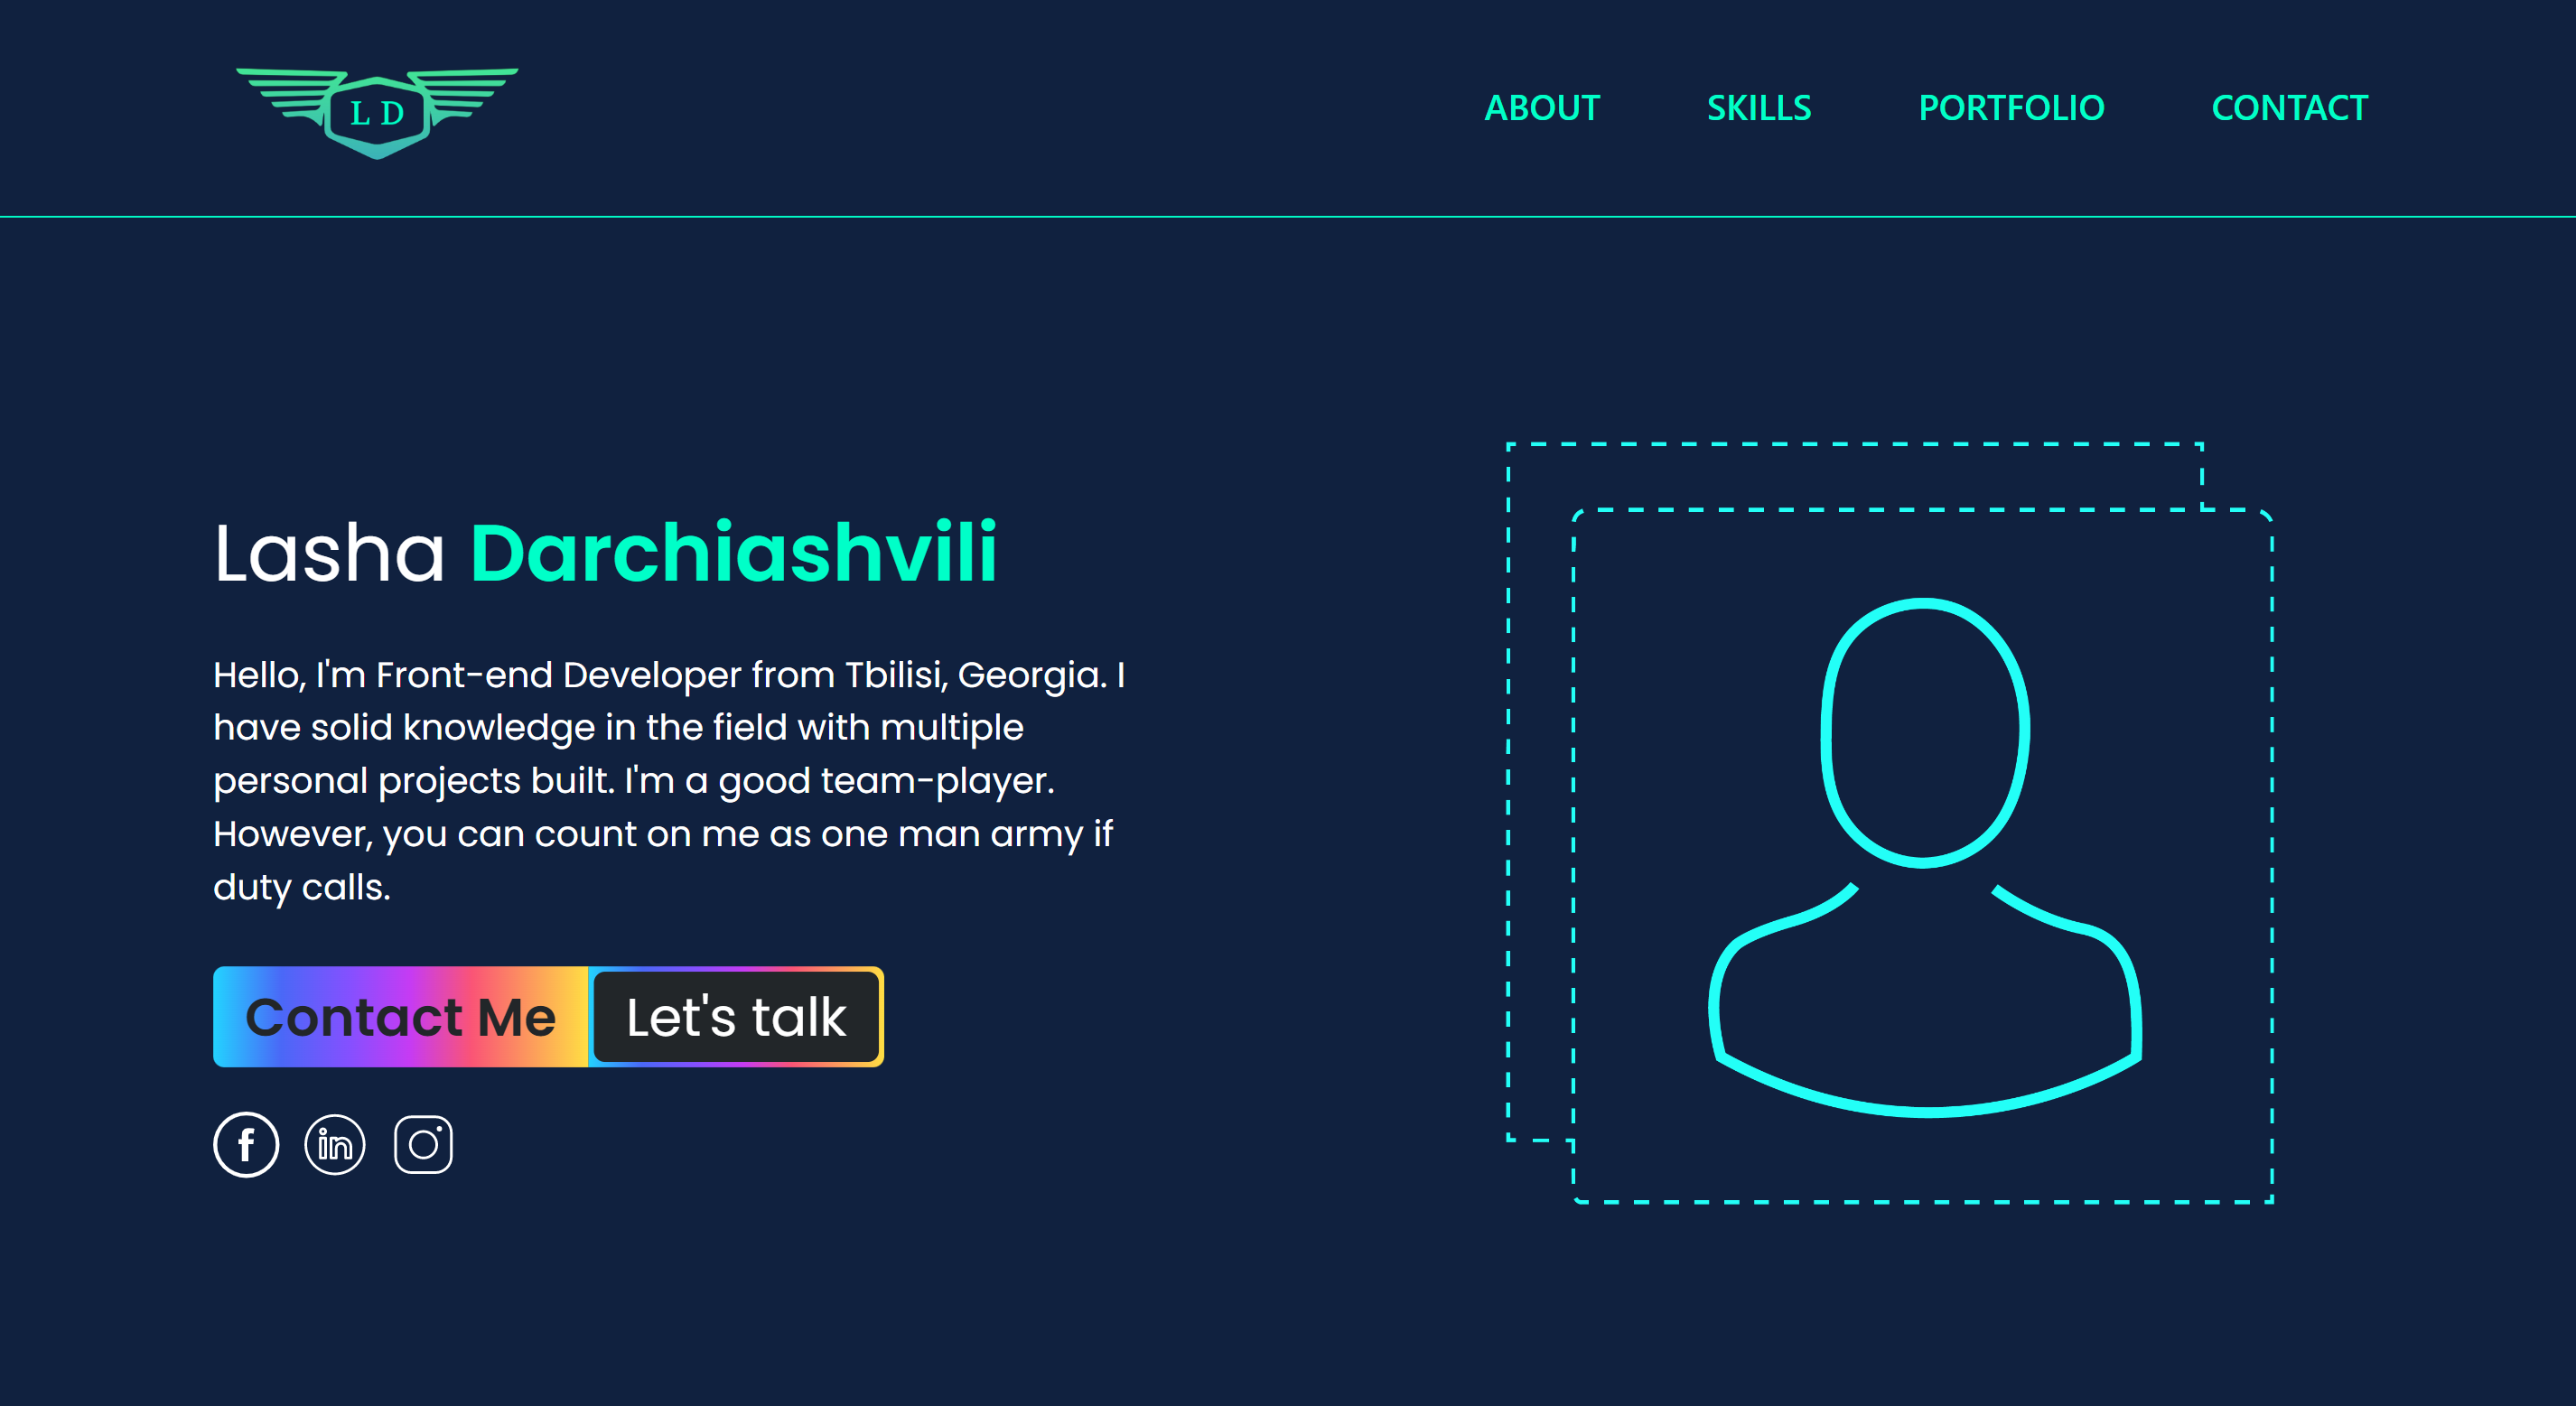 L D
ABOUT SKILLS PORTFOLIO CONTACT
Lasha Darchiashvili
Hello, I'm Front-end Developer from Tbilisi, Georgia. I
have solid knowledge in the field with multiple
personal projects built. I'm a good team-player.
However, you can count on me as one man army if
duty calls.
Contact Me Let's talk
f in